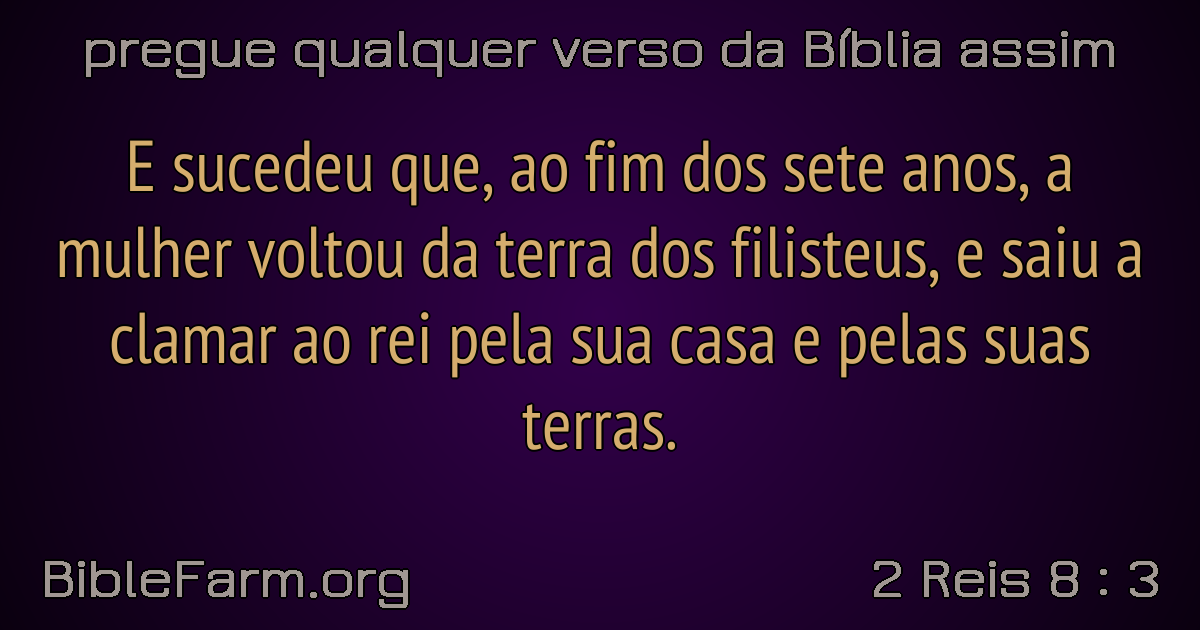 pregue qualquer verso da Bíblia assim
E sucedeu que, ao fim dos sete anos, a
mulher voltou da terra dos filisteus, e saiu a
clamar ao rei pela sua casa e pelas suas
terras.
BibleFarm.org
2 Reis 8 : 3